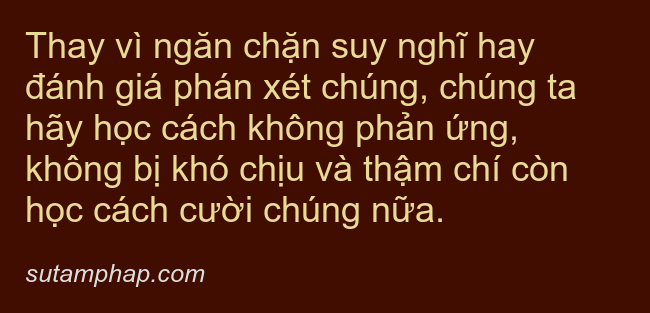 Thay vì ngăn chặn suy nghĩ hay
đánh giá phán xét chúng, chúng ta
hãy học cách không phản ứng,
không bị khó chịu và thậm chí còn
học cách cười chúng nữa.
sutamphap.com